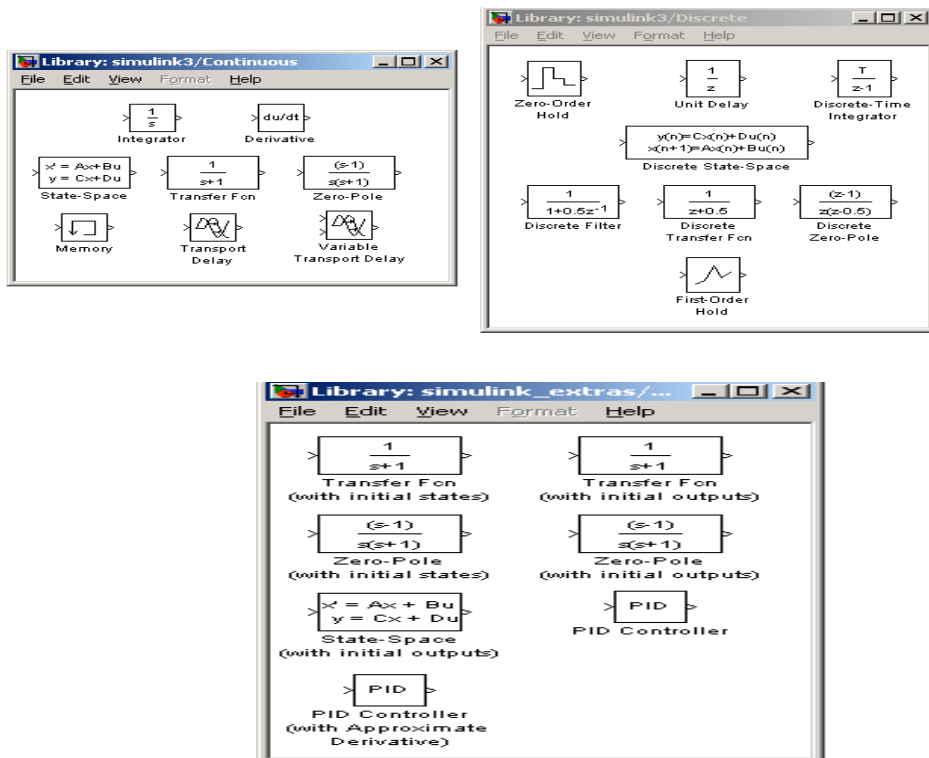 Library: simulink3/Continuous
File Edit View Format Help
1
s
Integrator
du/dt
Derivative
x' = Ax+Bu
y = Cx+Du
State-Space
1
s+1
Transfer Fcn
(s-1)
s(s+1)
Zero-Pole
Memory
Transport
Delay
Variable
Transport Delay
Library: simulink3/Discrete
File Edit View Format Help
Zero-Order
Hold
1
z
Unit Delay
T
z-1
Discrete-Time
Integrator
y(n)=Cx(n)+Du(n)
x(n+1)=Ax(n)+Bu(n)
Discrete State-Space
1
1+0.5z-1
Discrete Filter
1
z+0.5
Discrete
Transfer Fcn
(z-1)
z(z-0.5)
Discrete
Zero-Pole
First-Order
Hold
Library: simulink_extras/...
File Edit View Format Help
1
s+1
Transfer Fcn
(with initial states)
1
s+1
Transfer Fcn
(with initial outputs)
(s-1)
s(s+1)
Zero-Pole
(with initial states)
(s-1)
s(s+1)
Zero-Pole
(with initial outputs)
x' = Ax + Bu
y = Cx + Du
State-Space
(with initial outputs)
PID
PID Controller
PID
PID Controller
(with Approximate
Derivative)